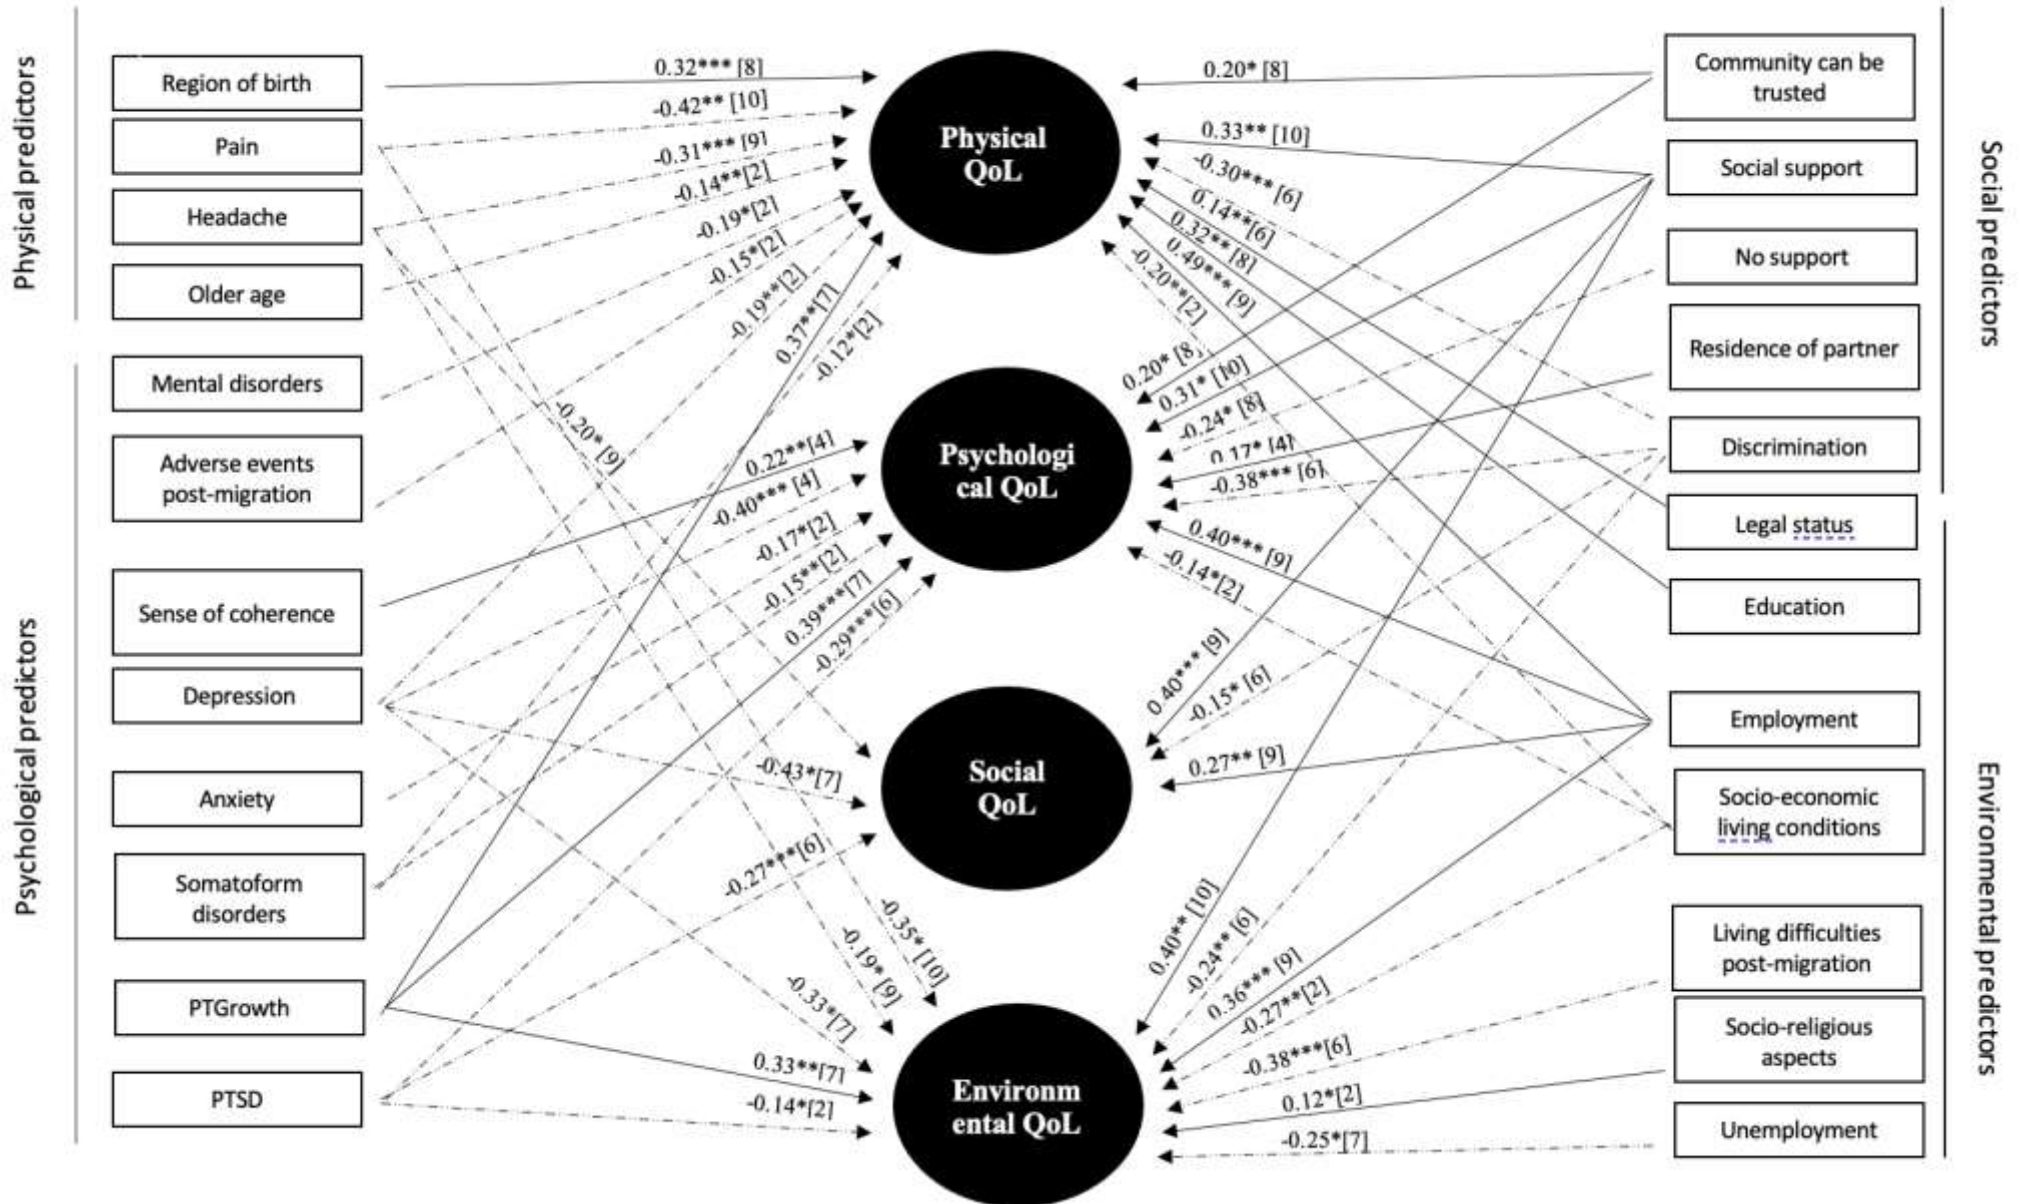 Physical predictors
Region of birth
Pain
Headache
Older age
Psychological predictors
Mental disorders
Adverse events
post-migration
Sense of coherence
Depression
Anxiety
Somatoform
disorders
PTGrowth
PTSD
0.32*** [8]
-0.42** [10]
-0.31*** [9]
-0.14**[2]
-0.19*[2]
-0.15*[2]
-0.19**[2]
0.37**[7]
-0.12*[2]
-0.20*[9]
0.22**[4]
-0.40*** [4]
-0.17*[2]
-0.15**[2]
0.39***[7]
-0.29***[6]
-0.43*[7]
-0.27***[6]
-0.35* [10]
-0.19* [9]
-0.33*[7]
0.33**[7]
-0.14*[2]
Physical
QoL
Psychologi
cal QoL
Social
QoL
Environm
ental QoL
0.20* [8]
0.33** [10]
-0.30*** [6]
0.14**[6]
0.32** [8]
0.49*** [9]
-0.20**[2]
0.20* [8]
0.31* [10]
-0.24* [8]
0.17* [4]
-0.38*** [6]
0.40*** [9]
-0.14*[2]
0.40*** [9]
-0.15* [6]
0.27** [9]
0.40** [10]
-0.24** [6]
0.36*** [9]
-0.27**[2]
-0.38***[6]
0.12*[2]
-0.25*[7]
Social predictors
Community can be
trusted
Social support
No support
Residence of partner
Discrimination
Legal status
Environmental predictors
Education
Employment
Socio-economic
living conditions
Living difficulties
post-migration
Socio-religious
aspects
Unemployment